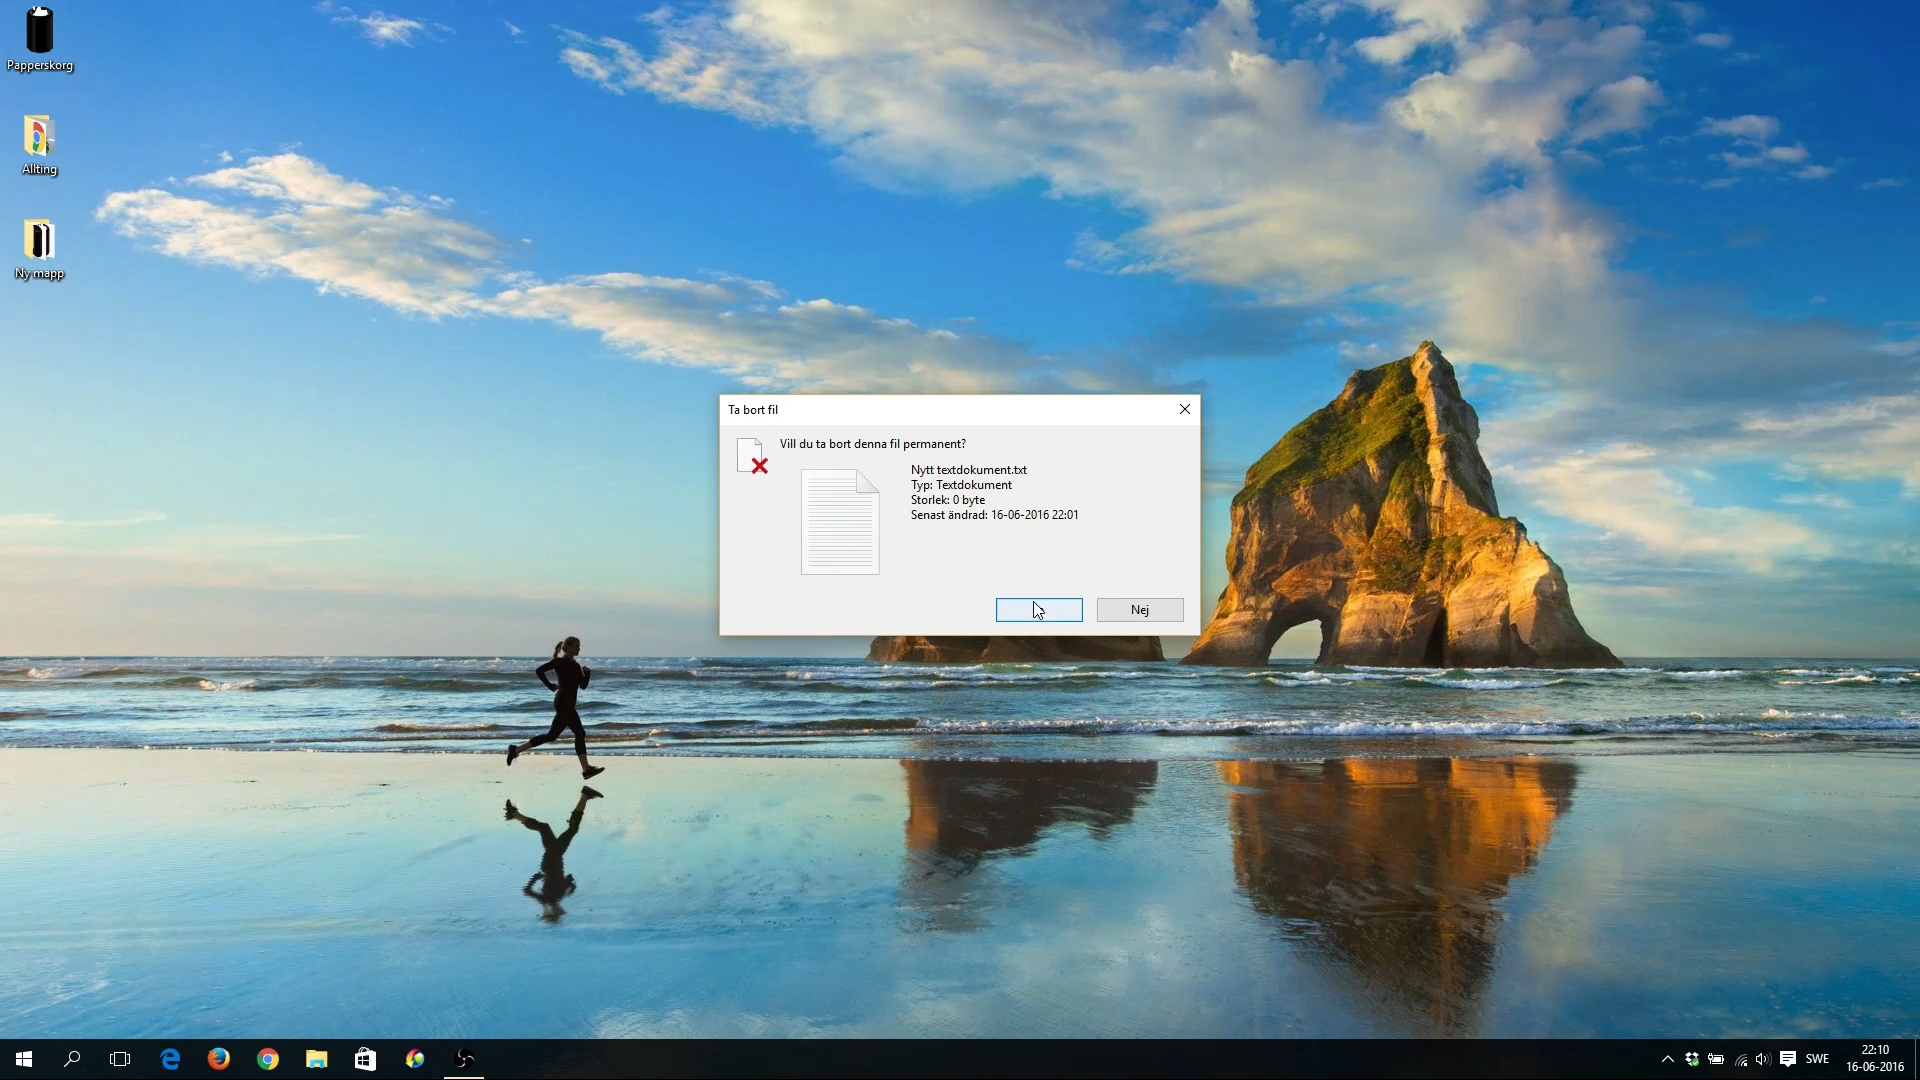 Papperskorg
Allting
Ny mapp
Ta bort fil
Vill du ta bort denna fil permanent?
Nytt textdokument.txt
Typ: Textdokument
Storlek: 0 byte
Senast ändrad: 16-06-2016 22:01
Nej
SWE
22:10
16-06-2016